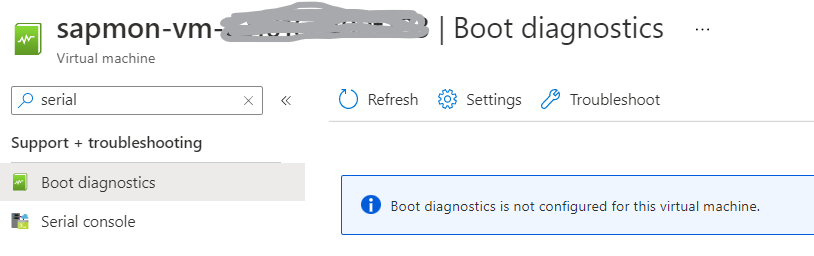 sapmon-vm- | Boot diagnostics ...
Virtual machine
serial
Refresh Settings Troubleshoot
Support + troubleshooting
Boot diagnostics
Serial console
Boot diagnostics is not configured for this virtual machine.